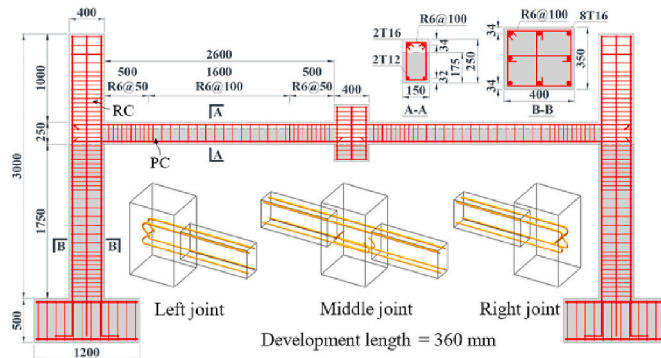 400
2600
500
1600
500
R6@50
R6@100
R6@50
400
A
A
RC
PC
1000
250
1750
3000
500
1200
B
B
2T16
R6@100
2T12
34
175
250
32
150
A-A
R6@100
8T16
34
34
350
400
B-B
Left joint
Middle joint
Right joint
Development length = 360 mm